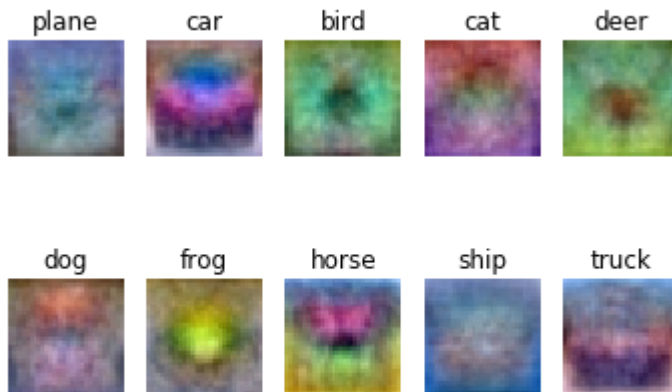 plane car bird cat deer
dog frog horse ship truck